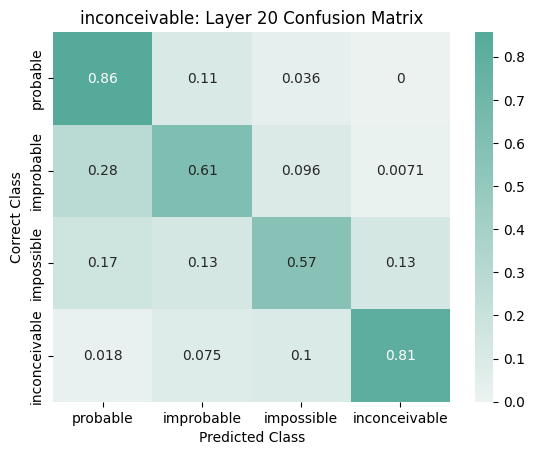 inconceivable: Layer 20 Confusion Matrix
Correct Class
probable
0.86 0.11 0.036 0
improbable
0.28 0.61 0.096 0.0071
impossible
0.17 0.13 0.57 0.13
inconceivable
0.018 0.075 0.1 0.81
probable improbable impossible inconceivable
Predicted Class
0.8
0.7
0.6
0.5
0.4
0.3
0.2
0.1
0.0